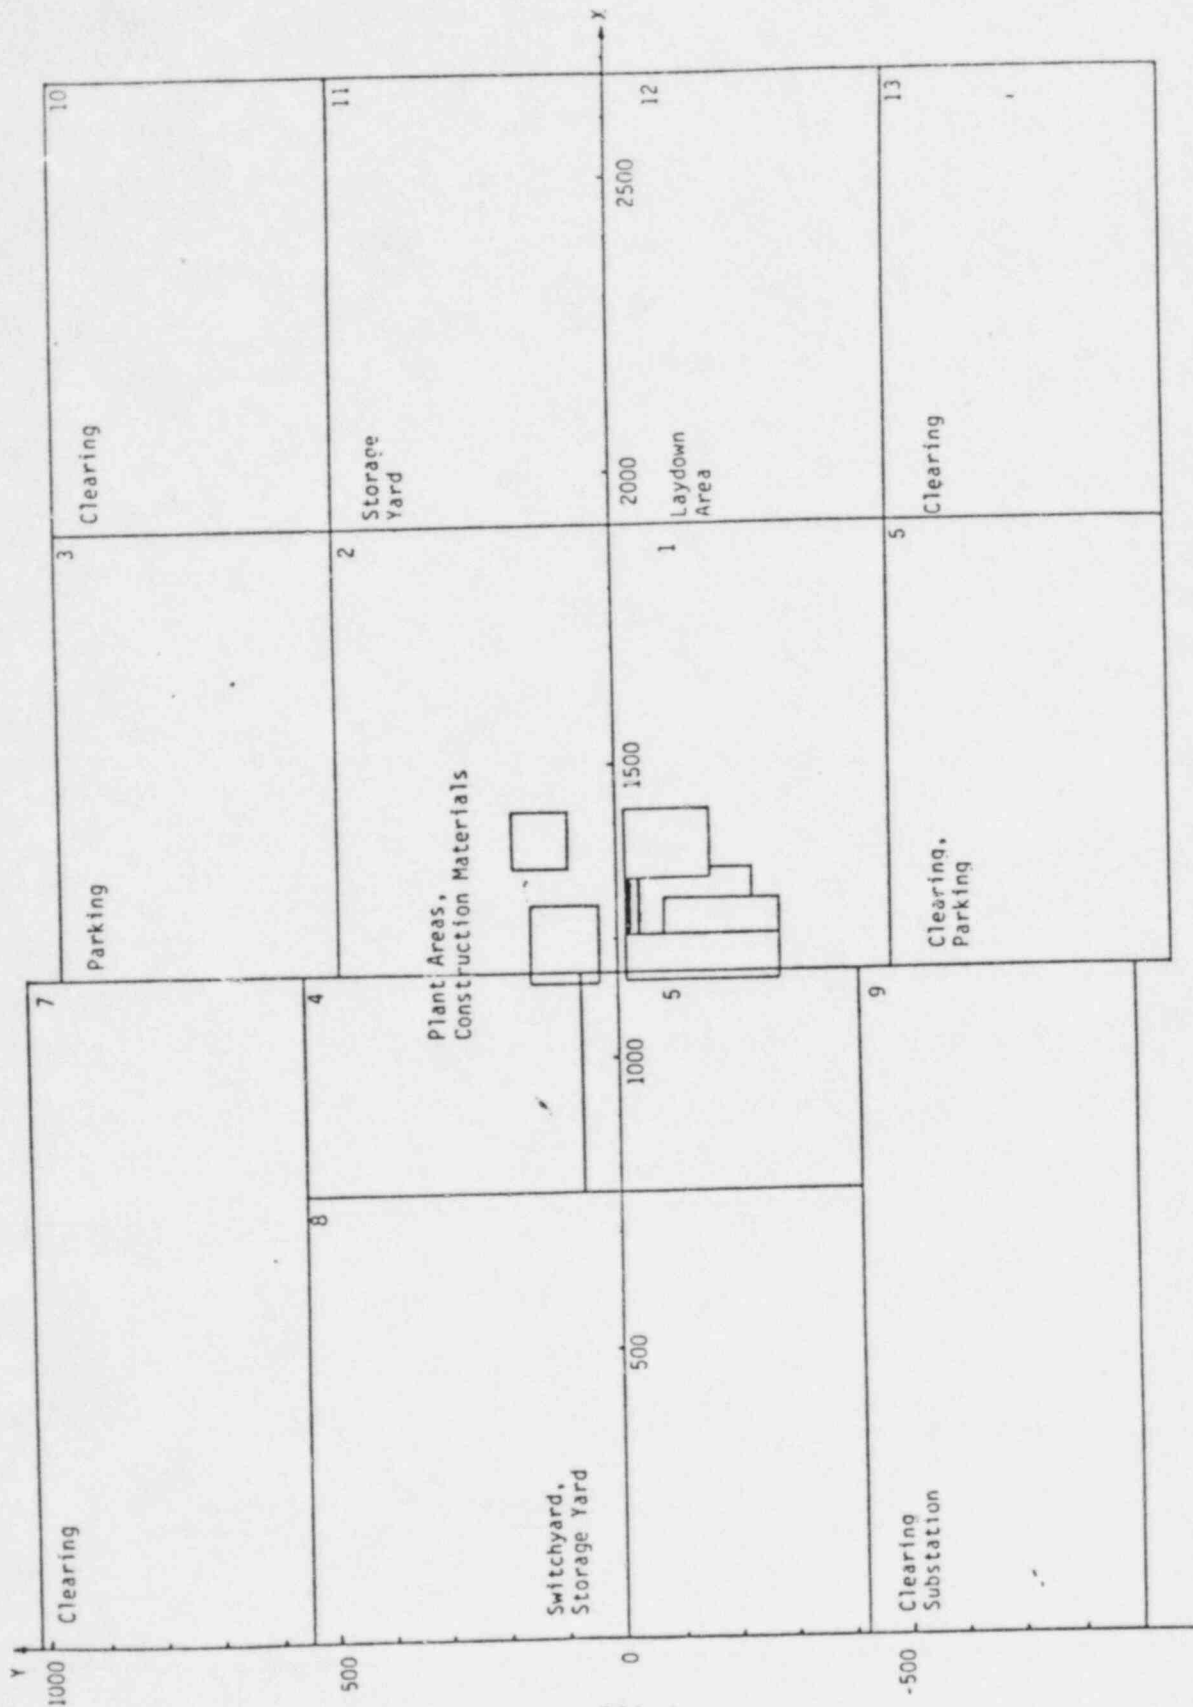 Y
1000
500
0
-500
X
500
1000
1500
2000
2500
Clearing
7
Switchyard,
Storage Yard
8
Clearing
Substation
9
4
5
Plant Areas,
Construction Materials
Parking
3
2
1
Clearing,
Parking
5
Clearing
10
Storage
Yard
11
Laydown
Area
12
Clearing
13